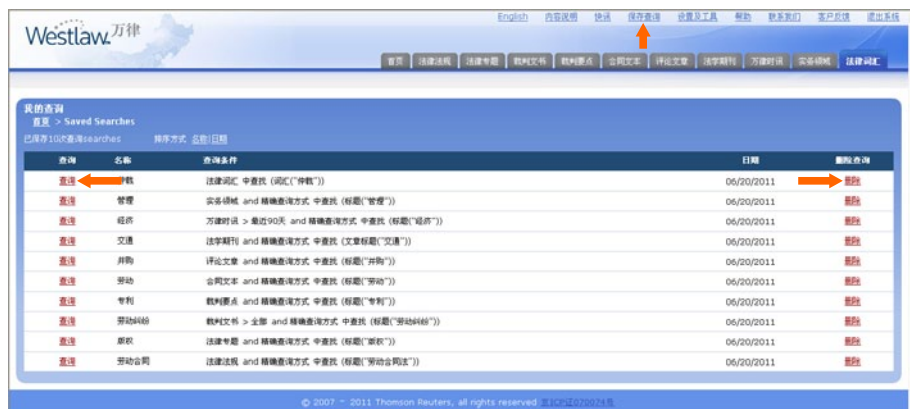 English 内容说明 快讯 保存查询 设置及工具 帮助 联系我们 客户反馈 退出系统
Westlaw 万律
首页 法律法规 法律专题 裁判文书 裁判要点 合同文本 评论文章 法学期刊 万律时讯 实务领域 法律词汇
我的查询
首页 > Saved Searches
已保存10次查询searches 排序方式 名称|日期
查询 名称 查询条件 日期 删除查询
查询 仲裁 法律词汇 中查找 (词汇("仲裁")) 06/20/2011 删除
查询 管理 实务领域 and 精确查询方式 中查找 (标题("管理")) 06/20/2011 删除
查询 经济 万律时讯 > 最近90天 and 精确查询方式 中查找 (标题("经济")) 06/20/2011 删除
查询 交通 法学期刊 and 精确查询方式 中查找 (文章标题("交通")) 06/20/2011 删除
查询 并购 评论文章 and 精确查询方式 中查找 (标题("并购")) 06/20/2011 删除
查询 劳动 合同文本 and 精确查询方式 中查找 (标题("劳动")) 06/20/2011 删除
查询 专利 裁判要点 and 精确查询方式 中查找 (标题("专利")) 06/20/2011 删除
查询 劳动纠纷 裁判文书 > 全部 and 精确查询方式 中查找 (标题("劳动纠纷")) 06/20/2011 删除
查询 版权 法律专题 and 精确查询方式 中查找 (标题("版权")) 06/20/2011 删除
查询 劳动合同 法律法规 and 精确查询方式 中查找 (标题("劳动合同法")) 06/20/2011 删除
© 2007 - 2011 Thomson Reuters, all rights reserved 京ICP证070074号